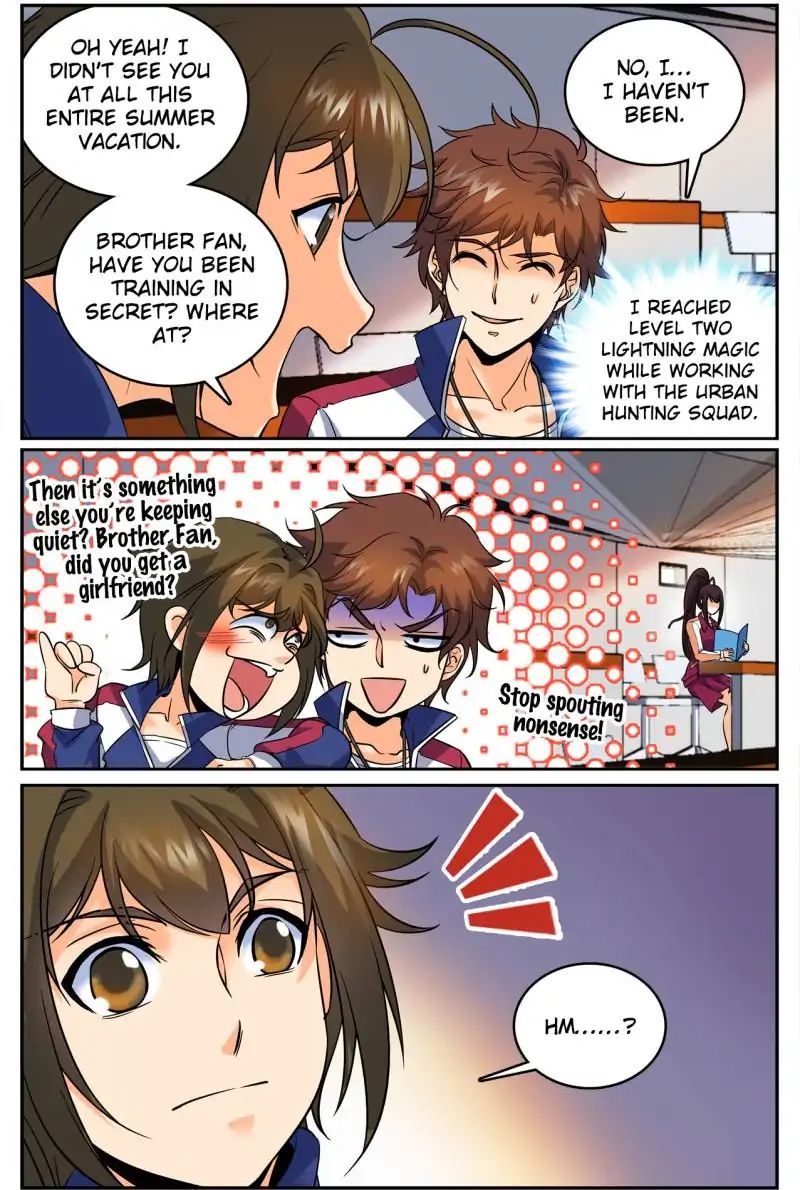 OH YEAH! I
DIDN'T SEE YOU
AT ALL THIS
ENTIRE SUMMER
VACATION.
BROTHER FAN,
HAVE YOU BEEN
TRAINING IN
SECRET? WHERE
AT?
NO, I...
I HAVEN'T
BEEN.
I REACHED
LEVEL TWO
LIGHTNING MAGIC
WHILE WORKING
WITH THE URBAN
HUNTING SQUAD.
Then it's something
else you're keeping
quiet? Brother Fan,
did you get a
girlfriend?
Stop spouting
nonsense!
HM......?